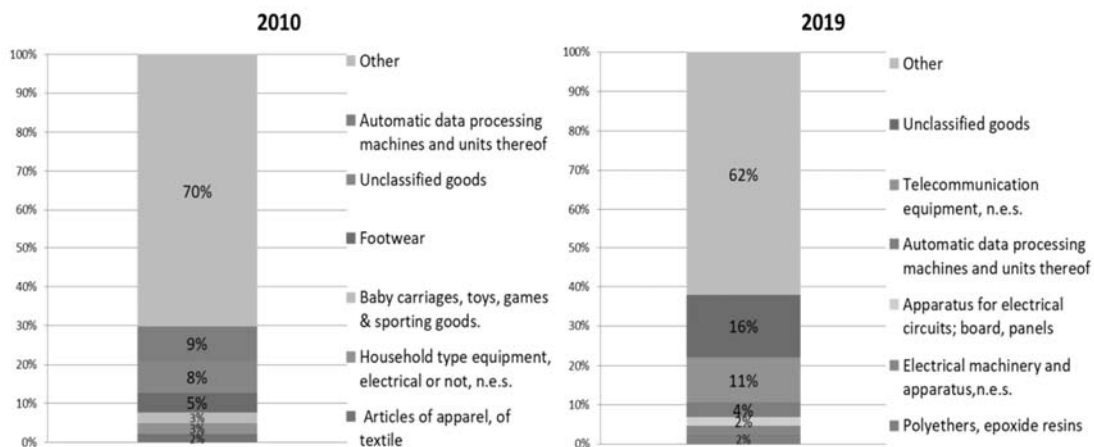 2010
100%
90%
80%
70%
60%
50%
40%
30%
20%
10%
0%
70%
9%
8%
5%
3%
3%
2%
Other
Automatic data processing
machines and units thereof
Unclassified goods
Footwear
Baby carriages, toys, games
& sporting goods.
Household type equipment,
electrical or not, n.e.s.
Articles of apparel, of
textile
2019
100%
90%
80%
70%
60%
50%
40%
30%
20%
10%
0%
62%
16%
11%
4%
2%
2%
Other
Unclassified goods
Telecommunication
equipment, n.e.s.
Automatic data processing
machines and units thereof
Apparatus for electrical
circuits; board, panels
Electrical machinery and
apparatus,n.e.s.
Polyethers, epoxide resins